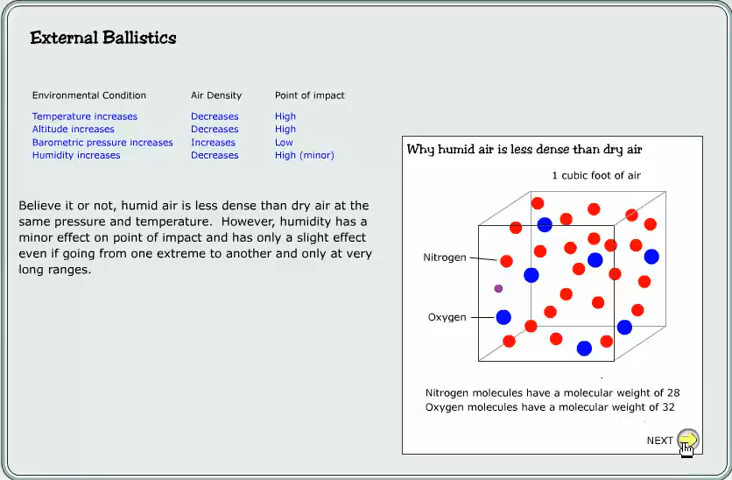 External Ballistics
Environmental Condition Air Density Point of impact
Temperature increases Decreases High
Altitude increases Decreases High
Barometric pressure increases Increases Low
Humidity increases Decreases High (minor)
Believe it or not, humid air is less dense than dry air at the
same pressure and temperature. However, humidity has a
minor effect on point of impact and has only a slight effect
even if going from one extreme to another and only at very
long ranges.
Why humid air is less dense than dry air
1 cubic foot of air
Nitrogen
Oxygen
Nitrogen molecules have a molecular weight of 28
Oxygen molecules have a molecular weight of 32
NEXT